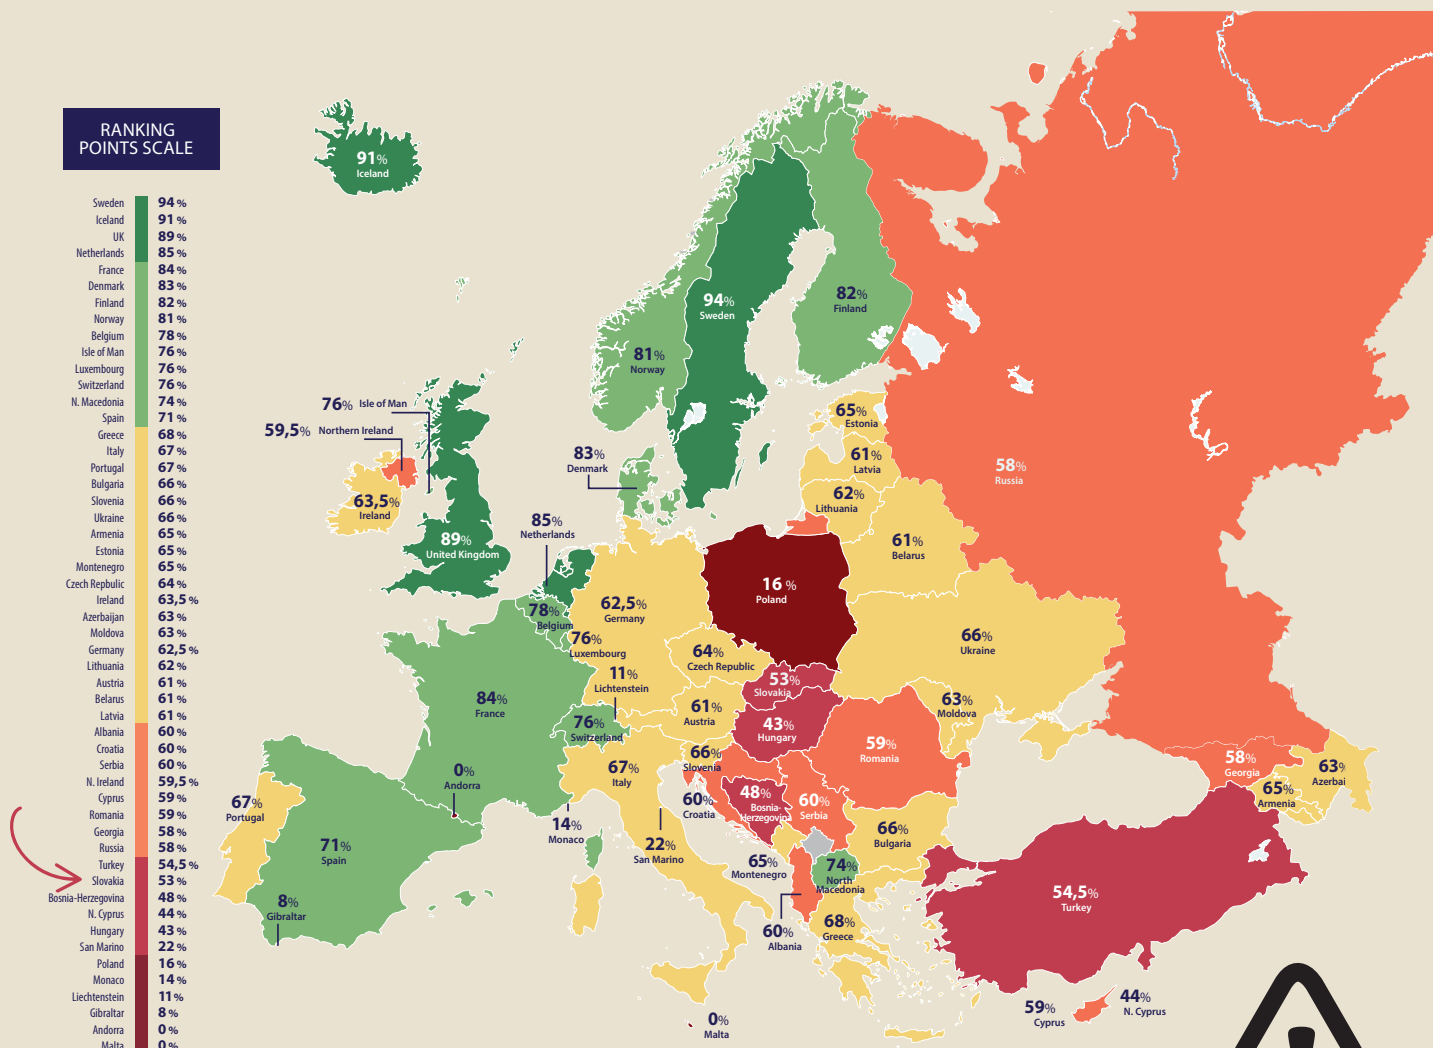 RANKING
POINTS SCALE
Sweden 94 %
Iceland 91 %
UK 89 %
Netherlands 85 %
France 84 %
Denmark 83 %
Finland 82 %
Norway 81 %
Belgium 78 %
Isle of Man 76 %
Luxembourg 76 %
Switzerland 76 %
N. Macedonia 74 %
Spain 71 %
Greece 68 %
Italy 67 %
Portugal 67 %
Bulgaria 66 %
Slovenia 66 %
Ukraine 66 %
Armenia 65 %
Estonia 65 %
Montenegro 65 %
Czech Repbulic 64 %
Ireland 63,5 %
Azerbaijan 63 %
Moldova 63 %
Germany 62,5 %
Lithuania 62 %
Austria 61 %
Belarus 61 %
Latvia 61 %
Albania 60 %
Croatia 60 %
Serbia 60 %
N. Ireland 59,5 %
Cyprus 59 %
Romania 59 %
Georgia 58 %
Russia 58 %
Turkey 54,5 %
Slovakia 53 %
Bosnia-Herzegovina 48 %
N. Cyprus 44 %
Hungary 43 %
San Marino 22 %
Poland 16 %
Monaco 14 %
Liechtenstein 11 %
Gibraltar 8 %
Andorra 0 %
Malta 0 %
91%
Iceland
94%
Sweden
82%
Finland
81%
Norway
76% Isle of Man
59,5% Northern Ireland
63,5%
Ireland
89%
United Kingdom
83%
Denmark
85%
Netherlands
65%
Estonia
61%
Latvia
62%
Lithuania
58%
Russia
61%
Belarus
16 %
Poland
62,5%
Germany
78%
Belgium
76%
Luxembourg
11%
Lichtenstein
64%
Czech Republic
66%
Ukraine
53%
Slovakia
84%
France
76%
Switzerland
61%
Austria
43%
Hungary
63%
Moldova
59%
Romania
66%
Slovenia
67%
Italy
0%
Andorra
67%
Portugal
71%
Spain
14%
Monaco
22%
San Marino
60%
Croatia
48%
Bosnia-
Herzegovina
60%
Serbia
66%
Bulgaria
58%
Georgia
63%
Azerbai
65%
Armenia
65%
Montenegro
74%
North
Macedonia
8%
Gibraltar
60%
Albania
68%
Greece
54,5%
Turkey
59%
Cyprus
44%
N. Cyprus
0%
Malta